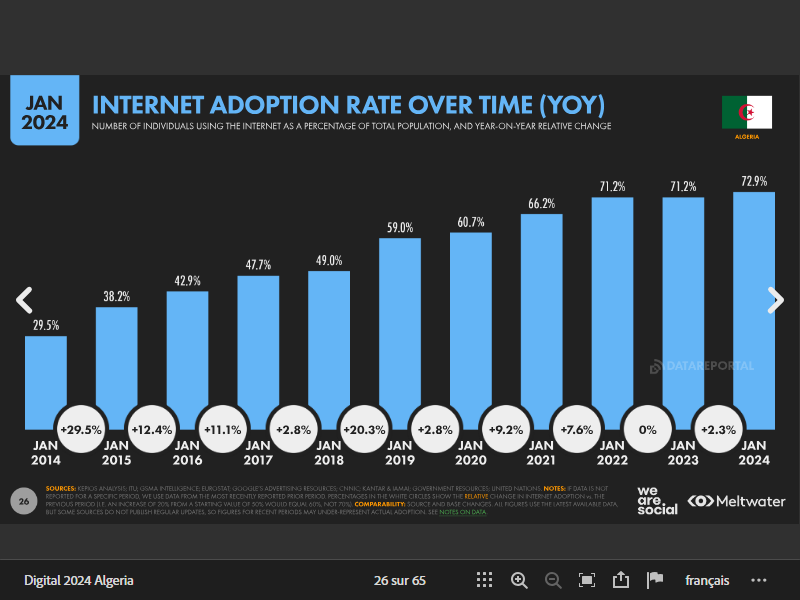 JAN
2024
INTERNET ADOPTION RATE OVER TIME (YOY)
NUMBER OF INDIVIDUALS USING THE INTERNET AS A PERCENTAGE OF TOTAL POPULATION, AND YEAR-ON-YEAR RELATIVE CHANGE
ALGERIA
29.5%
38.2%
42.9%
47.7%
49.0%
59.0%
60.7%
66.2%
71.2%
71.2%
72.9%
DATAREPORTAL
+29.5%
+12.4%
+11.1%
+2.8%
+20.3%
+2.8%
+9.2%
+7.6%
0%
+2.3%
JAN
2014
JAN
2015
JAN
2016
JAN
2017
JAN
2018
JAN
2019
JAN
2020
JAN
2021
JAN
2022
JAN
2023
JAN
2024
26
SOURCES: KEPIOS ANALYSIS; ITU; GSMA INTELLIGENCE; EUROSTAT; GOOGLE'S ADVERTISING RESOURCES; CNNIC; KANTAR & IAMAI; GOVERNMENT RESOURCES; UNITED NATIONS. NOTES: IF DATA IS NOT
REPORTED FOR A SPECIFIC PERIOD, WE USE DATA FROM THE MOST RECENTLY REPORTED PRIOR PERIOD. PERCENTAGES IN THE WHITE CIRCLES SHOW THE RELATIVE CHANGE IN INTERNET ADOPTION vs. THE
PREVIOUS PERIOD (I.E. AN INCREASE OF 20% FROM A STARTING VALUE OF 50% WOULD EQUAL 60%, NOT 70%). COMPARABILITY: SOURCE AND BASE CHANGES. ALL FIGURES USE THE LATEST AVAILABLE DATA,
BUT SOME SOURCES DO NOT PUBLISH REGULAR UPDATES, SO FIGURES FOR RECENT PERIODS MAY UNDER-REPRESENT ACTUAL ADOPTION. SEE NOTES ON DATA.
we
are.
social
Meltwater
Digital 2024 Algeria
26 sur 65
français